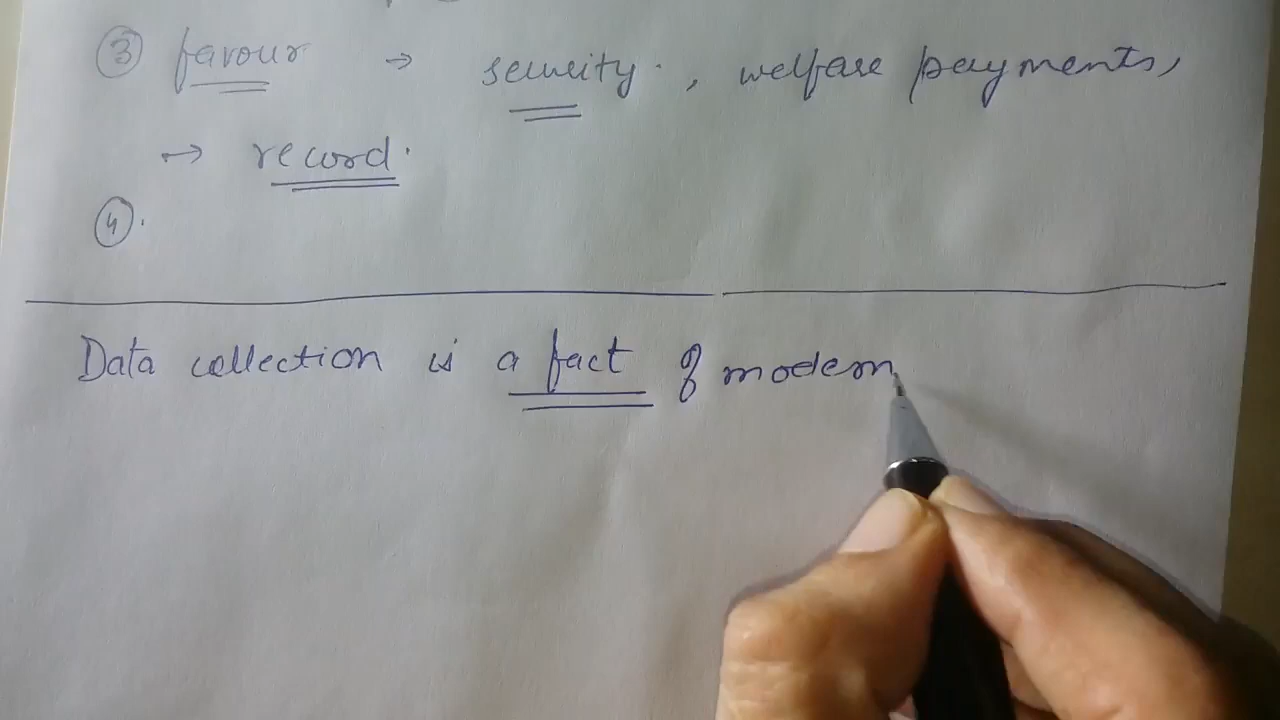 ③ favour → security. , welfare payments,
→ record.
④.
Data collection is a fact of modern